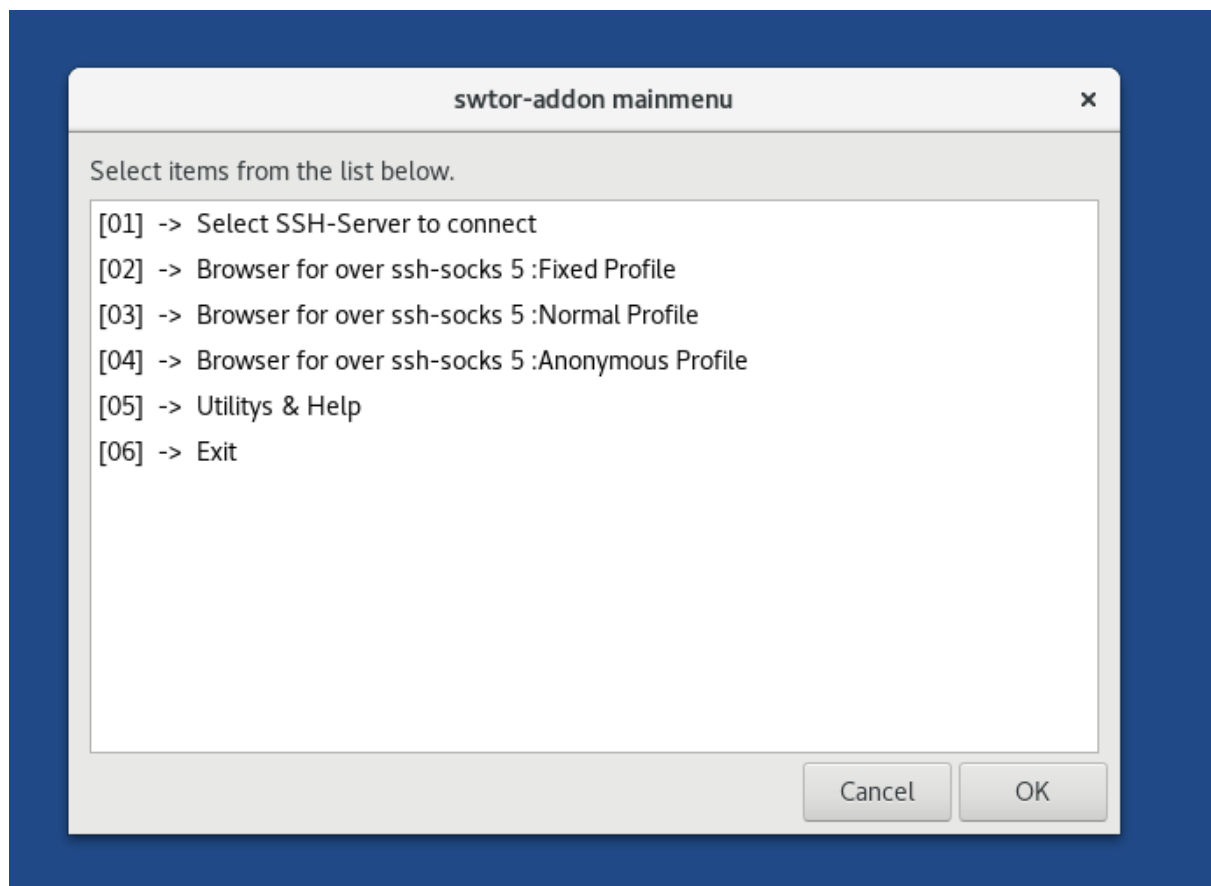 swtor-addon mainmenu ×
Select items from the list below.
[01] -> Select SSH-Server to connect
[02] -> Browser for over ssh-socks 5 :Fixed Profile
[03] -> Browser for over ssh-socks 5 :Normal Profile
[04] -> Browser for over ssh-socks 5 :Anonymous Profile
[05] -> Utilitys & Help
[06] -> Exit
Cancel OK